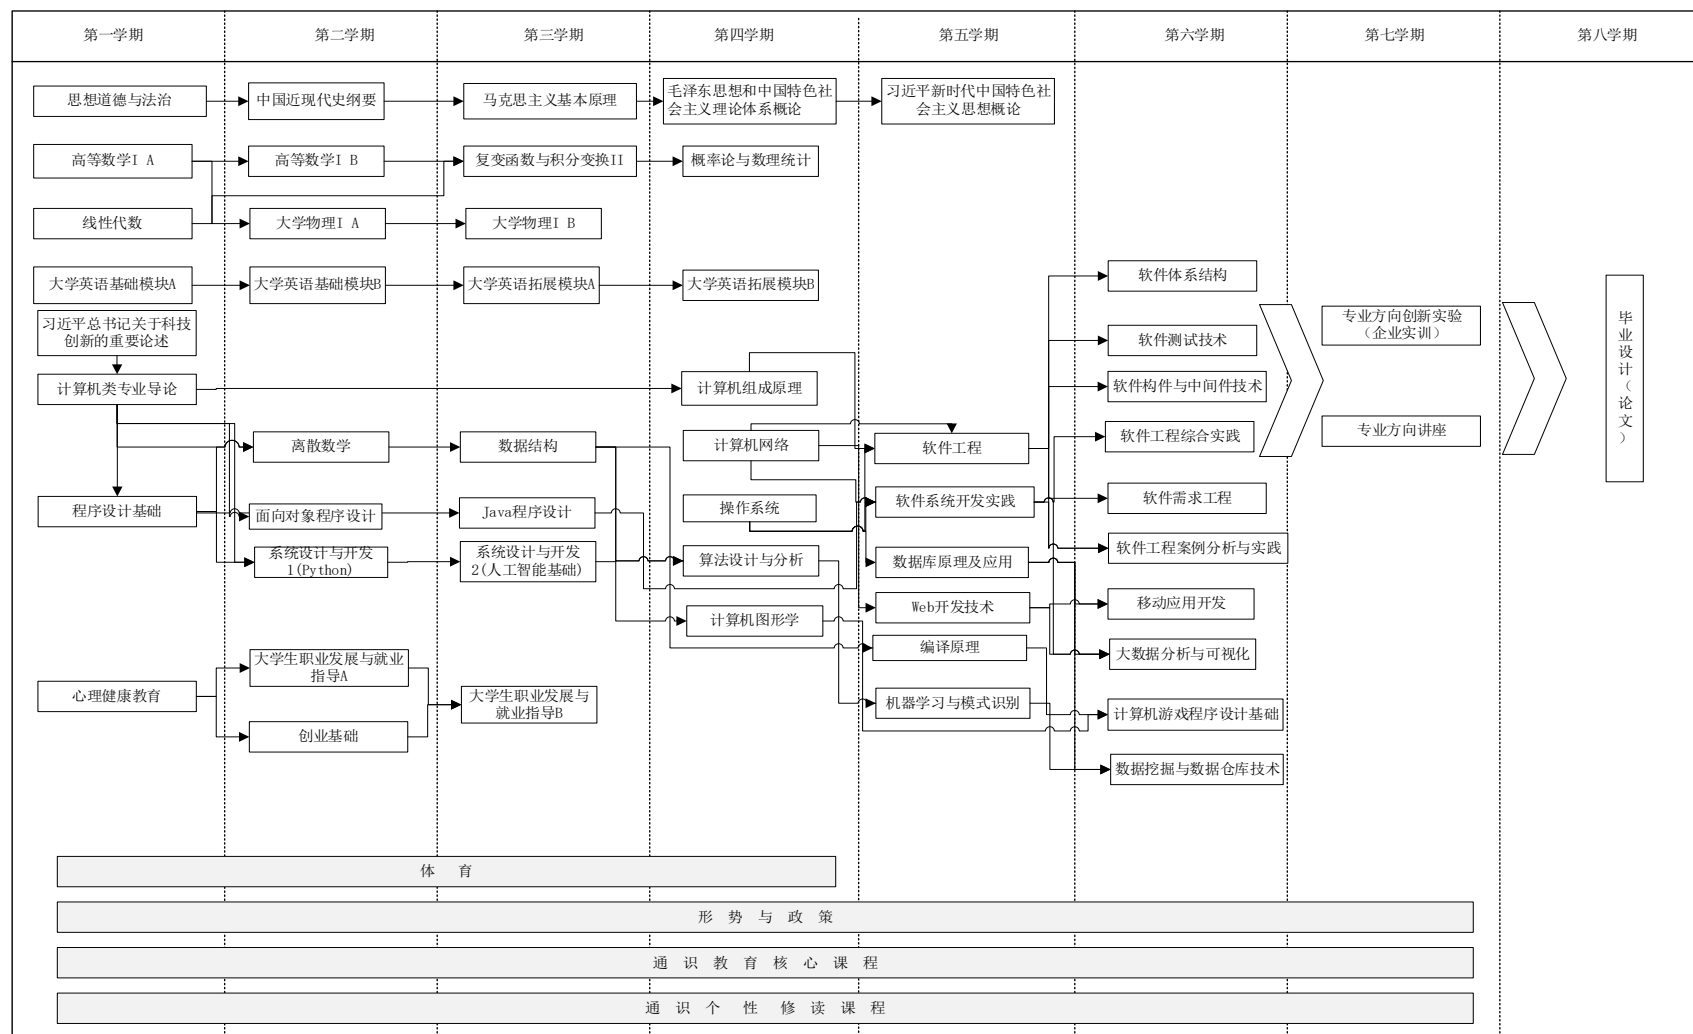 第一学期
第二学期
第三学期
第四学期
第五学期
第六学期
第七学期
第八学期
思想道德与法治
中国近现代史纲要
马克思主义基本原理
毛泽东思想和中国特色社
会主义理论体系概论
习近平新时代中国特色社
会主义思想概论
高等数学I A
高等数学I B
复变函数与积分变换II
概率论与数理统计
线性代数
大学物理I A
大学物理I B
大学英语基础模块A
大学英语基础模块B
大学英语拓展模块A
大学英语拓展模块B
习近平总书记关于科技
创新的重要论述
计算机类专业导论
计算机组成原理
离散数学
数据结构
计算机网络
软件工程
程序设计基础
面向对象程序设计
Java程序设计
操作系统
软件系统开发实践
系统设计与开发
1(Python)
系统设计与开发
2(人工智能基础)
算法设计与分析
数据库原理及应用
计算机图形学
Web开发技术
编译原理
机器学习与模式识别
软件体系结构
软件测试技术
软件构件与中间件技术
软件工程综合实践
软件需求工程
软件工程案例分析与实践
移动应用开发
大数据分析与可视化
计算机游戏程序设计基础
数据挖掘与数据仓库技术
专业方向创新实验
（企业实训）
专业方向讲座
毕业设计（论文）
心理健康教育
大学生职业发展与就业
指导A
创业基础
大学生职业发展与
就业指导B
体 育
形 势 与 政 策
通 识 教 育 核 心 课 程
通 识 个 性 修 读 课 程